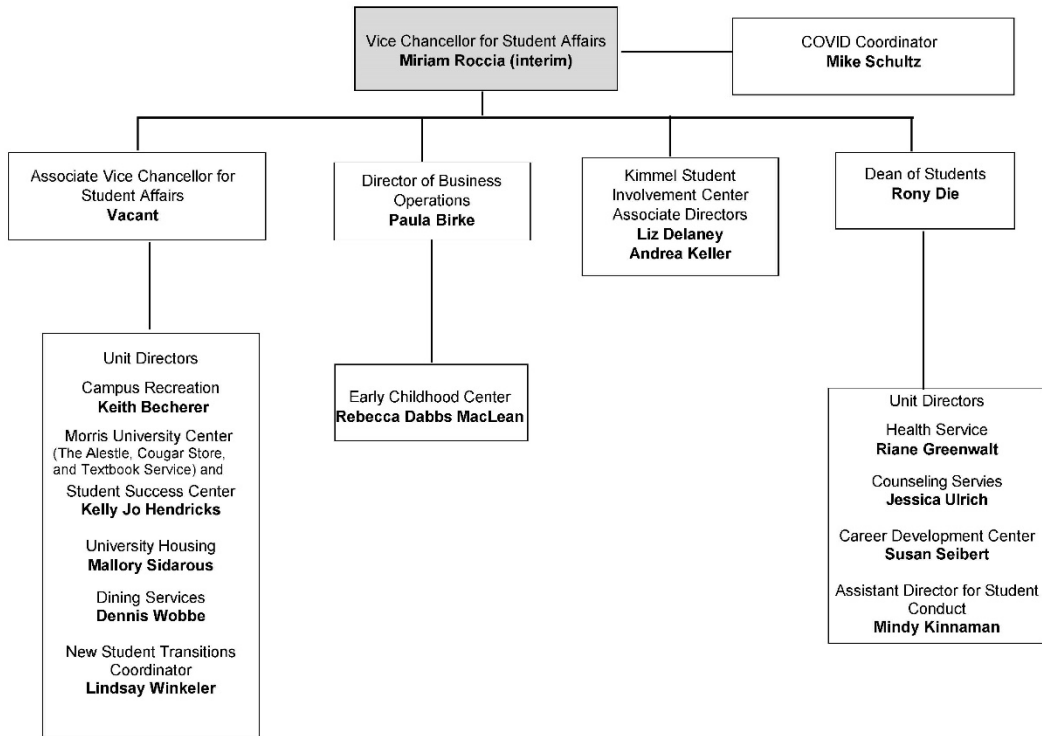 Vice Chancellor for Student Affairs
Miriam Roccia (interim)
COVID Coordinator
Mike Schultz
Associate Vice Chancellor for
Student Affairs
Vacant
Director of Business
Operations
Paula Birke
Kimmel Student
Involvement Center
Associate Directors
Liz Delaney
Andrea Keller
Dean of Students
Rony Die
Unit Directors
Campus Recreation
Keith Becherer
Morris University Center
(The Alestle, Cougar Store,
and Textbook Service) and
Student Success Center
Kelly Jo Hendricks
University Housing
Mallory Sidarous
Dining Services
Dennis Wobbe
New Student Transitions
Coordinator
Lindsay Winkeler
Early Childhood Center
Rebecca Dabbs MacLean
Unit Directors
Health Service
Riane Greenwalt
Counseling Servies
Jessica Ulrich
Career Development Center
Susan Seibert
Assistant Director for Student
Conduct
Mindy Kinnaman